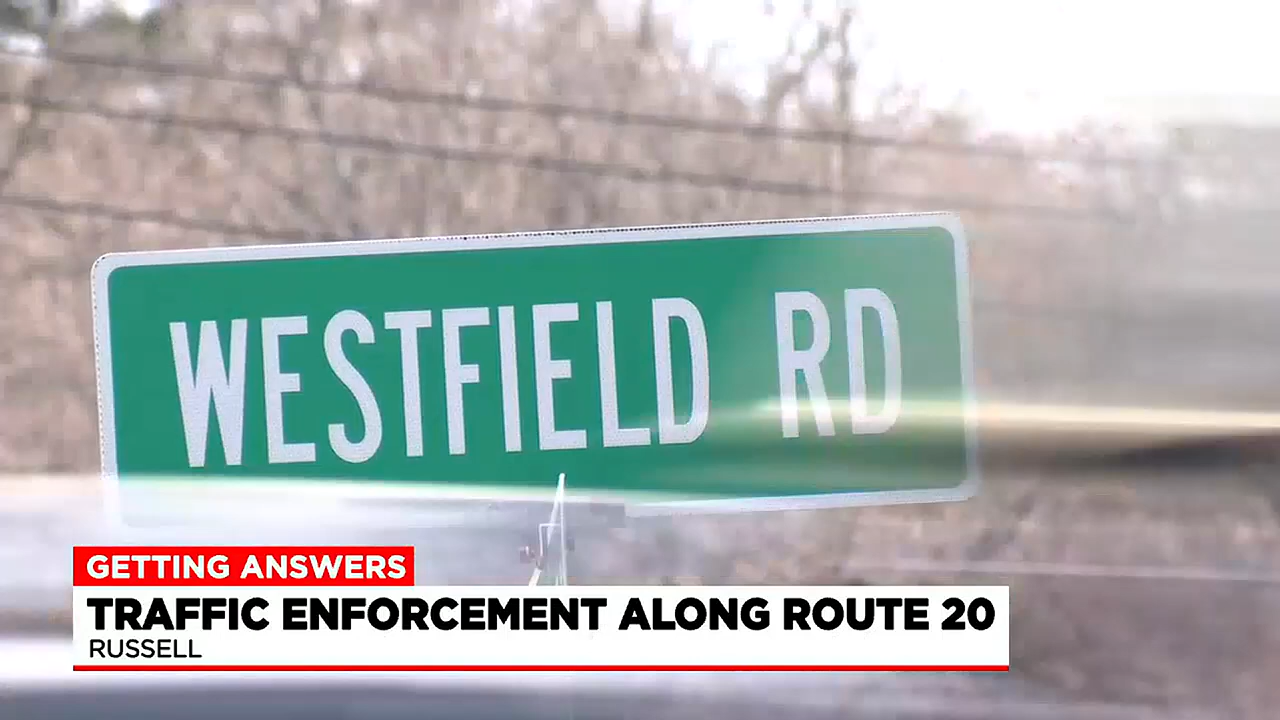 WESTFIELD RD
GETTING ANSWERS
TRAFFIC ENFORCEMENT ALONG ROUTE 20
RUSSELL